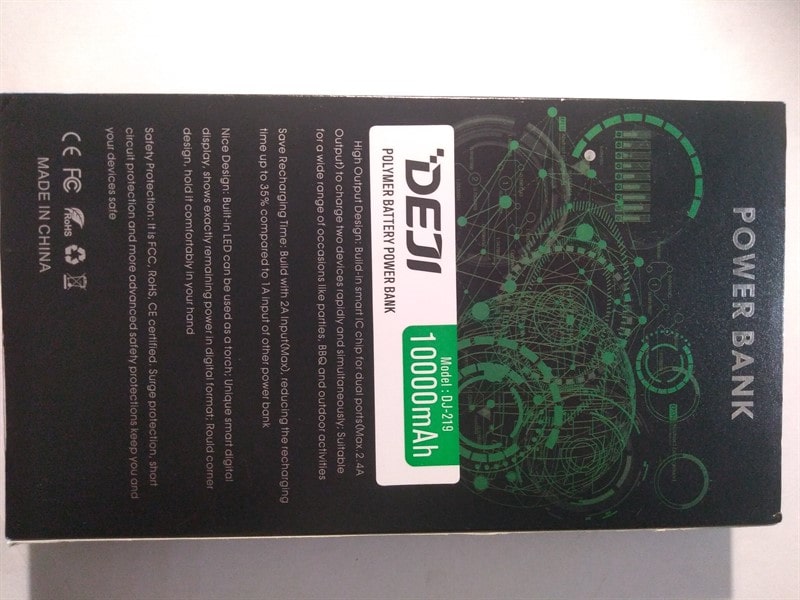 POWER BANK
DEJI
POLYMER BATTERY POWER BANK
Model : DJ-219
10000mAh
High Output Design: Build-in smart IC chip for dual ports(Max 2.4A
Output) to charge two devices rapidly and simultaneously; Suitable
for a wide range of occasions like parties, BBQ and outdoor activities
Save Recharging Time: Build with 2A Input(Max), reducing the recharging
time up to 35% compared to 1A input of other power bank
Nice Design: Built-in LED can be used as a torch; Unique smart digital
display, shows exactly remaining power in digital format; Rould corner
design, hold it comfortably in your hand
Safety Protection: It is FCC, RoHS, CE certified; Surge protection, short
circuit protection and more advanced safety protections keep you and
your devices safe
CE FC RoHS
MADE IN CHINA